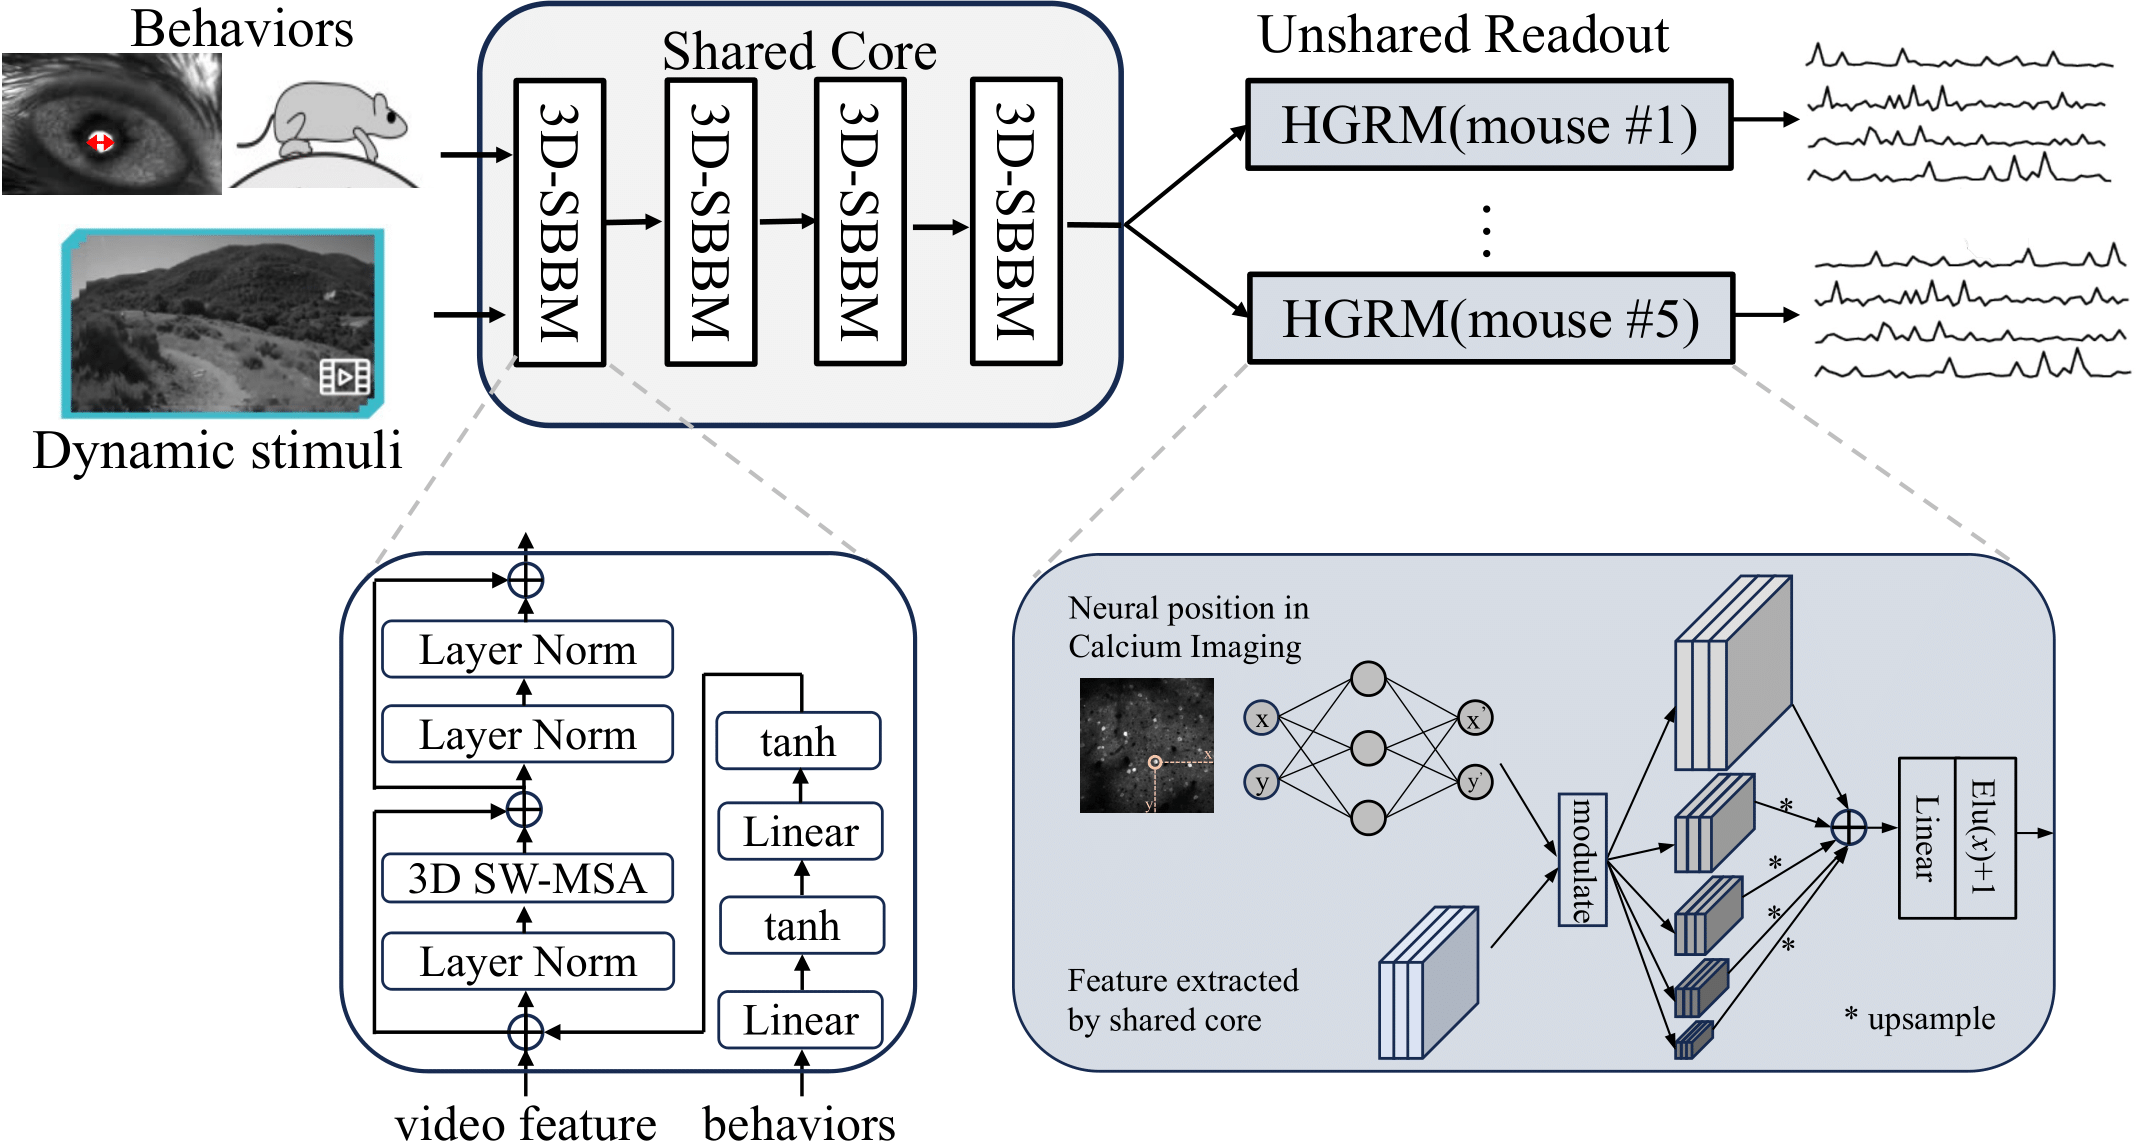 Behaviors
Dynamic stimuli
Shared Core
3D-SBBM
3D-SBBM
3D-SBBM
3D-SBBM
Unshared Readout
HGRM(mouse #1)
HGRM(mouse #5)
Layer Norm
Layer Norm
3D SW-MSA
Layer Norm
video feature
tanh
Linear
tanh
Linear
behaviors
Neural position in
Calcium Imaging
x
y
x
y
x'
y'
Feature extracted
by shared core
modulate
*
*
*
*
Linear
Elu(x)+1
* upsample